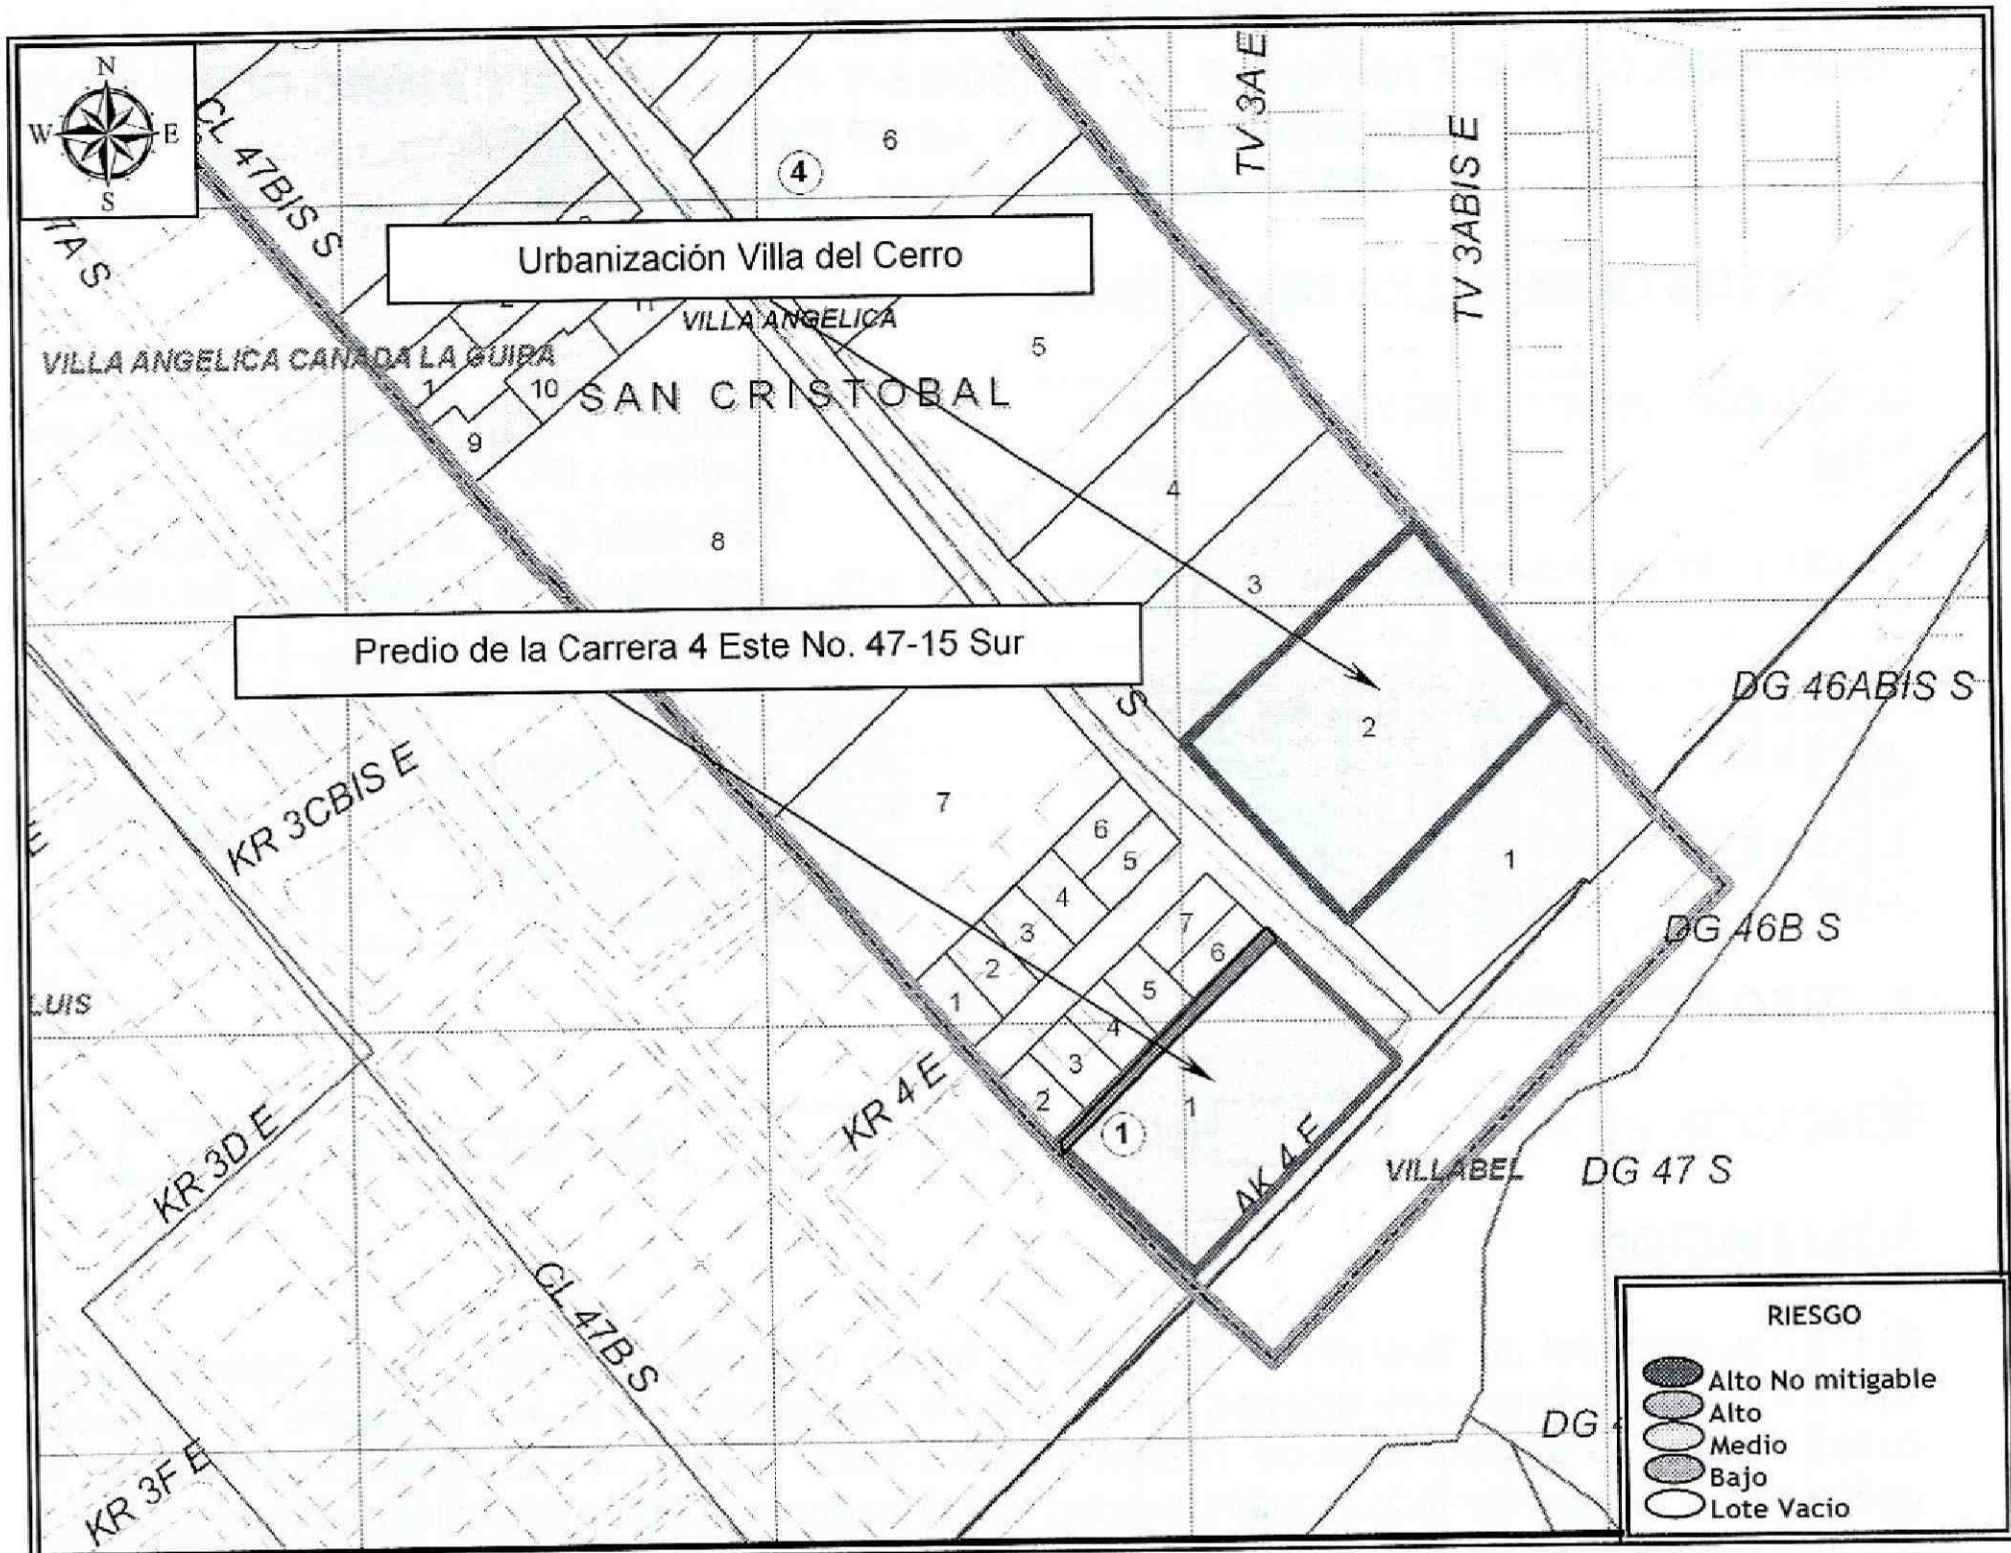 N
W E
S
CL 47BIS S
TV 3A E
TV 3ABIS E
6
4
Urbanización Villa del Cerro
VILLA ANGELICA
VILLA ANGELICA CANADA LA GUIRA
5
1
10
SAN CRISTOBAL
9
4
8
3
Predio de la Carrera 4 Este No. 47-15 Sur
S
DG 46ABIS S
2
KR 3CBIS E
7
6
5
1
4
3
2
1
7
6
5
4
3
2
DG 46B S
E
LUIS
KR 4 E
1
1
AK 4 E
VILLABEL
DG 47 S
KR 3D E
CL 47B S
KR 3F E
DG
RIESGO
Alto No mitigable
Alto
Medio
Bajo
Lote Vacio